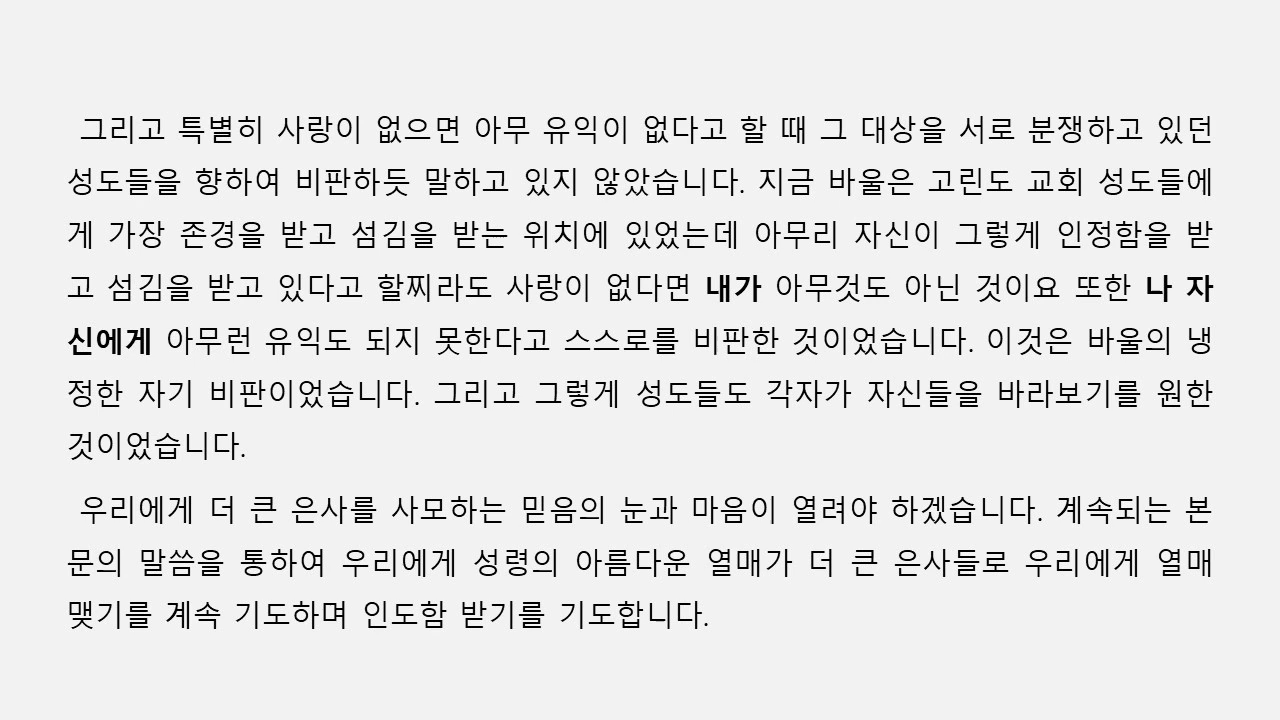 그리고 특별히 사랑이 없으면 아무 유익이 없다고 할 때 그 대상을 서로 분쟁하고 있던
성도들을 향하여 비판하듯 말하고 있지 않았습니다. 지금 바울은 고린도 교회 성도들에
게 가장 존경을 받고 섬김을 받는 위치에 있었는데 아무리 자신이 그렇게 인정함을 받
고 섬김을 받고 있다고 할찌라도 사랑이 없다면 내가 아무것도 아닌 것이요 또한 나 자
신에게 아무런 유익도 되지 못한다고 스스로를 비판한 것이었습니다. 이것은 바울의 냉
정한 자기 비판이었습니다. 그리고 그렇게 성도들도 각자가 자신들을 바라보기를 원한
것이었습니다.
우리에게 더 큰 은사를 사모하는 믿음의 눈과 마음이 열려야 하겠습니다. 계속되는 본
문의 말씀을 통하여 우리에게 성령의 아름다운 열매가 더 큰 은사들로 우리에게 열매
맺기를 계속 기도하며 인도함 받기를 기도합니다.